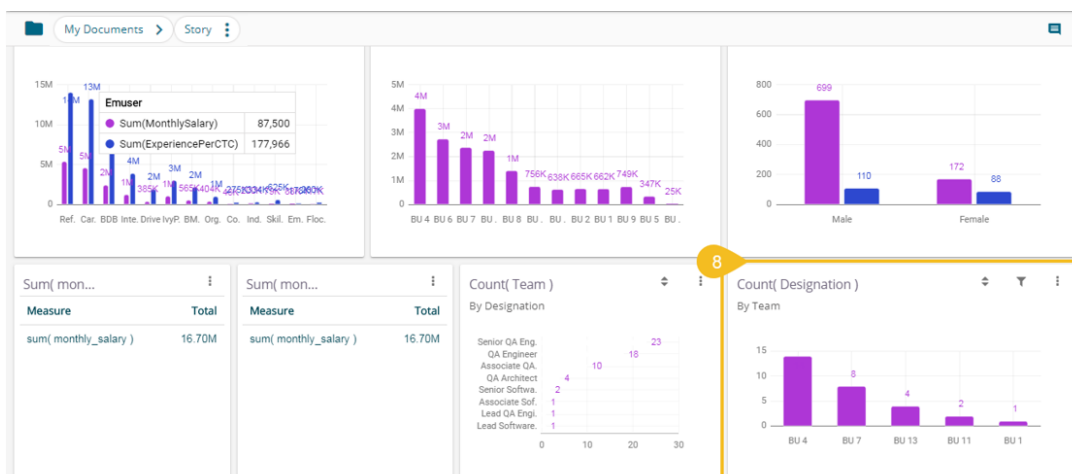 My Documents
Story
15M
10M
5M
0
13M
5M
5M
2M
1M
4M
385K
2M
1M
3M
565K
2M
404K
1M
Emuser
Sum(MonthlySalary) 87,500
Sum(ExperiencePerCTC) 177,966
Ref. Car. BDB Inte. Drive IvyP. BM. Org. Co. Ind. Skil. Em. Floc.
5M
4M
3M
2M
1M
0
4M
3M
2M
2M
1M
756K 638K 665K 662K 749K
347K
25K
BU 4 BU 6 BU 7 BU . BU 8 BU . BU . BU 2 BU 1 BU 9 BU 5 BU .
800
600
400
200
0
699
110
172
88
Male Female
8
Sum( mon...
Measure Total
sum( monthly_salary ) 16.70M
Sum( mon...
Measure Total
sum( monthly_salary ) 16.70M
Count( Team )
By Designation
Senior QA Eng. 23
QA Engineer 18
Associate QA. 10
QA Architect 4
Senior Softwa. 2
Associate Sof. 1
Lead QA Engi. 1
Lead Software. 1
0 10 20 30
Count( Designation )
By Team
15
10
5
0
8
4
2
1
BU 4 BU 7 BU 13 BU 11 BU 1